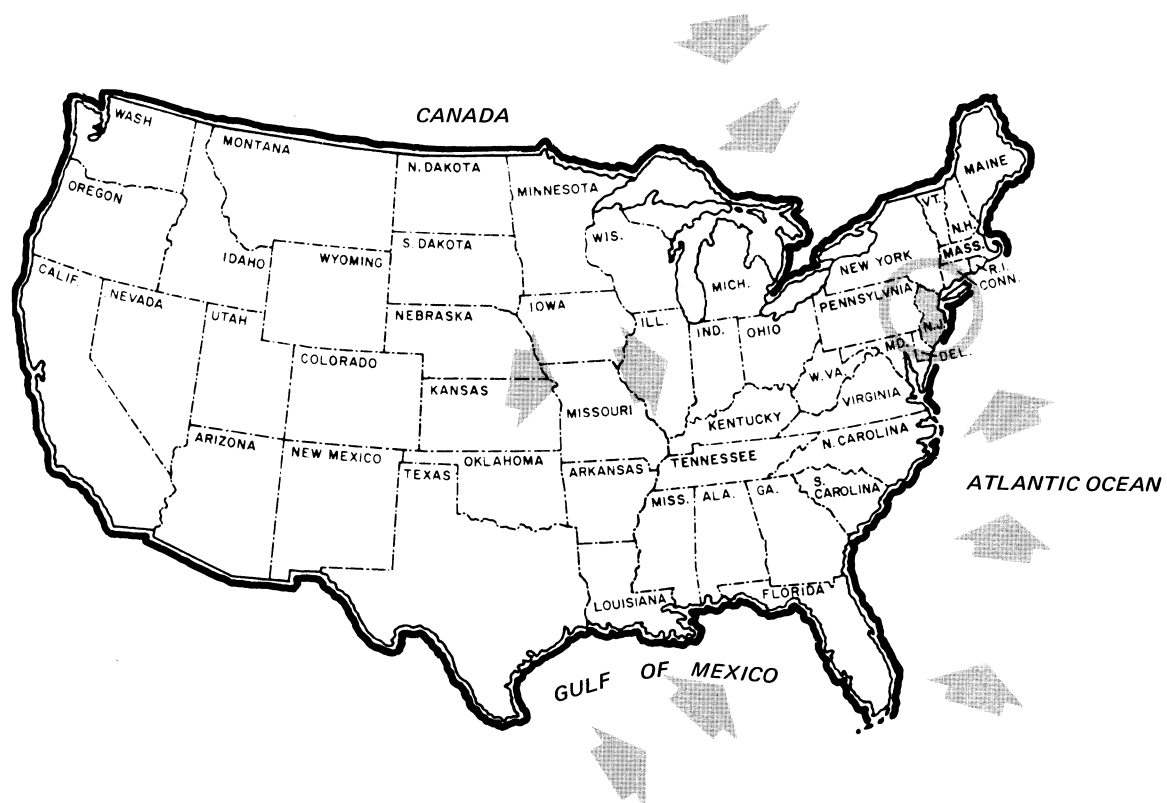 CANADA
WASH
MONTANA
N. DAKOTA
MINNESOTA
MAINE
OREGON
VT.
N.H.
WIS.
S. DAKOTA
MASS.
IDAHO
WYOMING
NEW YORK
R.I.
CONN.
CALIF.
MICH.
NEVADA
PENNSYLVNIA
IOWA
UTAH
NEBRASKA
ILL.
IND.
OHIO
N.J.
MD.
DEL.
COLORADO
W. VA.
KANSAS
VIRGINIA
MISSOURI
KENTUCKY
N. CAROLINA
ARIZONA
NEW MEXICO
OKLAHOMA
TENNESSEE
TEXAS
ARKANSAS
S.
CAROLINA
ATLANTIC OCEAN
MISS.
ALA.
GA.
LOUISIANA
FLORIDA
GULF OF MEXICO